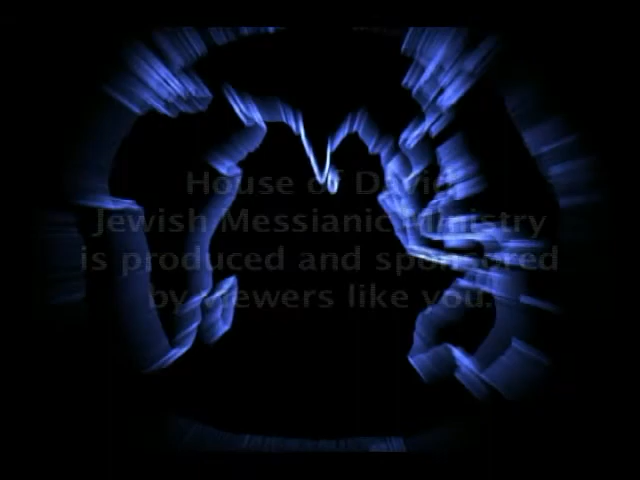 House of David
Jewish Messianic Ministry
is produced and sponsored
by viewers like you.